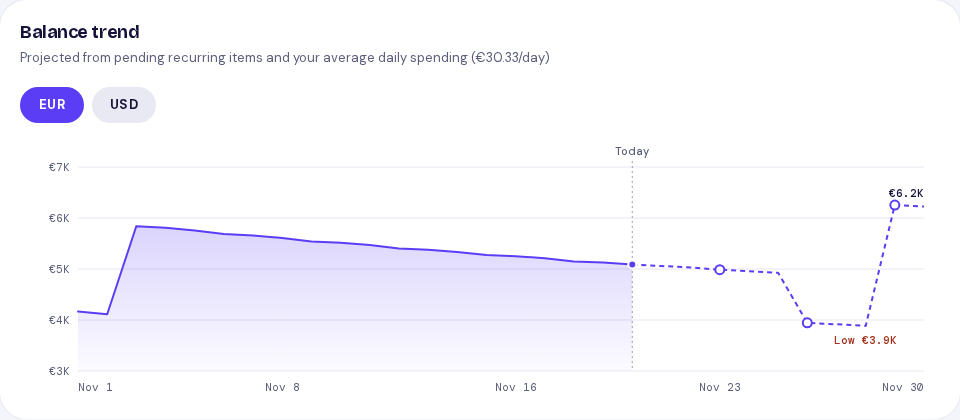 Balance trend
Projected from pending recurring items and your average daily spending (€30.33/day)
EUR USD
Today
€7K
€6.2K
€6K
€5K
€4K
Low €3.9K
€3K
Nov 1 Nov 8 Nov 16 Nov 23 Nov 30